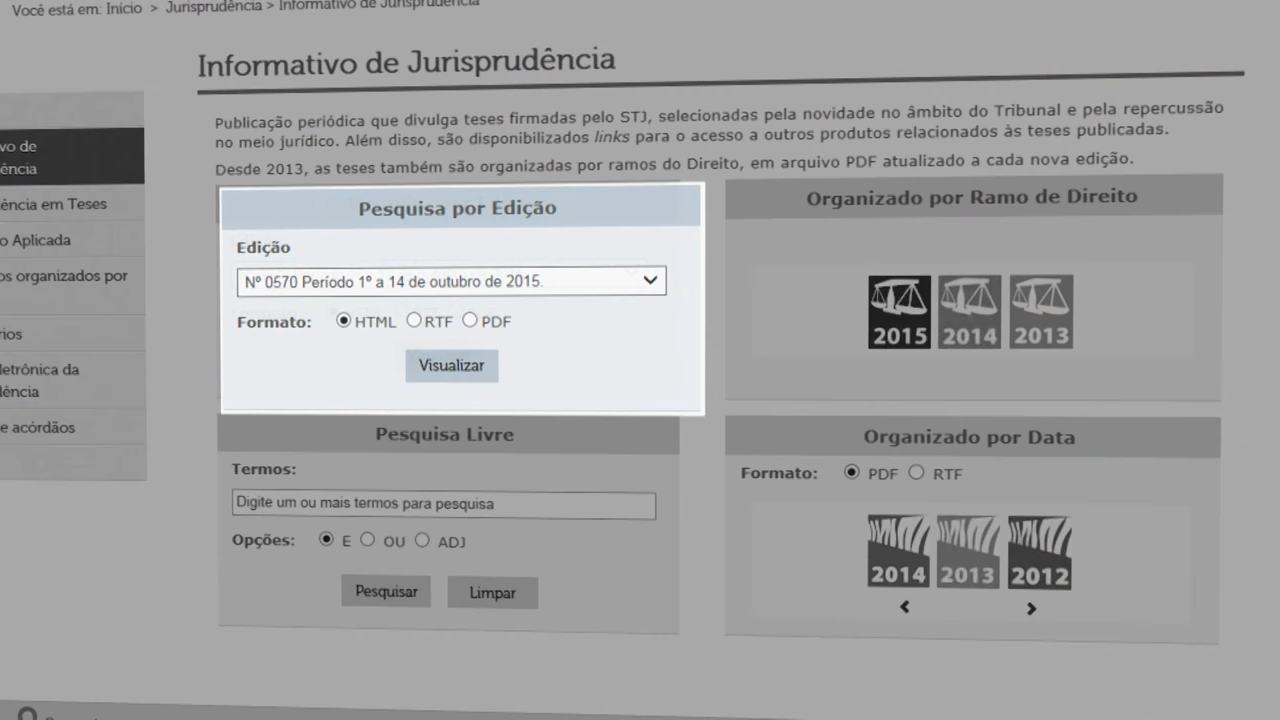 Você está em: Início > Jurisprudência > Informativo de Jurisprudência
Informativo de Jurisprudência
Publicação periódica que divulga teses firmadas pelo STJ, selecionadas pela novidade no âmbito do Tribunal e pela repercussão
no meio jurídico. Além disso, são disponibilizados links para o acesso a outros produtos relacionados às teses publicadas.
Desde 2013, as teses também são organizadas por ramos do Direito, em arquivo PDF atualizado a cada nova edição.
vo de
ência
ência em Teses
o Aplicada
os organizados por
rios
letrônica da
dência
e acórdãos
Pesquisa por Edição
Edição
Nº 0570 Período 1º a 14 de outubro de 2015.
Formato: HTML RTF PDF
Visualizar
Organizado por Ramo de Direito
2015 2014 2013
Pesquisa Livre
Termos:
Digite um ou mais termos para pesquisa
Opções: E OU ADJ
Pesquisar Limpar
Organizado por Data
Formato: PDF RTF
2014 2013 2012